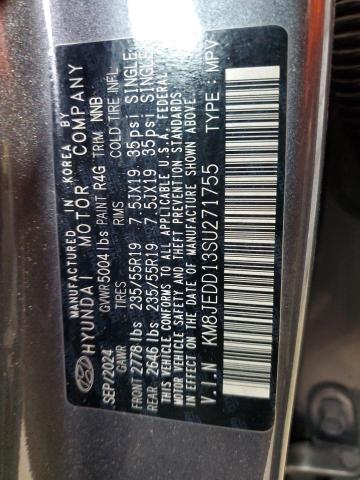 MANUFACTURED IN KOREA BY
HYUNDAI MOTOR COMPANY
SEP/2024 GVWR 5004 lbs PAINT R4G TRIM NNB
GAWR TIRES RIMS COLD TIRE INFL.
FRONT 2778 lbs 235/55R19 7.5JX19 35psi SINGLE
REAR 2646 lbs 235/55R19 7.5JX19 35psi SINGLE
THIS VEHICLE CONFORMS TO ALL APPLICABLE U.S.A. FEDERAL
MOTOR VEHICLE SAFETY, BUMPER, AND THEFT PREVENTION STANDARDS
IN EFFECT ON THE DATE OF MANUFACTURE SHOWN ABOVE.
V.I.N : KM8JEDD13SU271755 TYPE : MPV